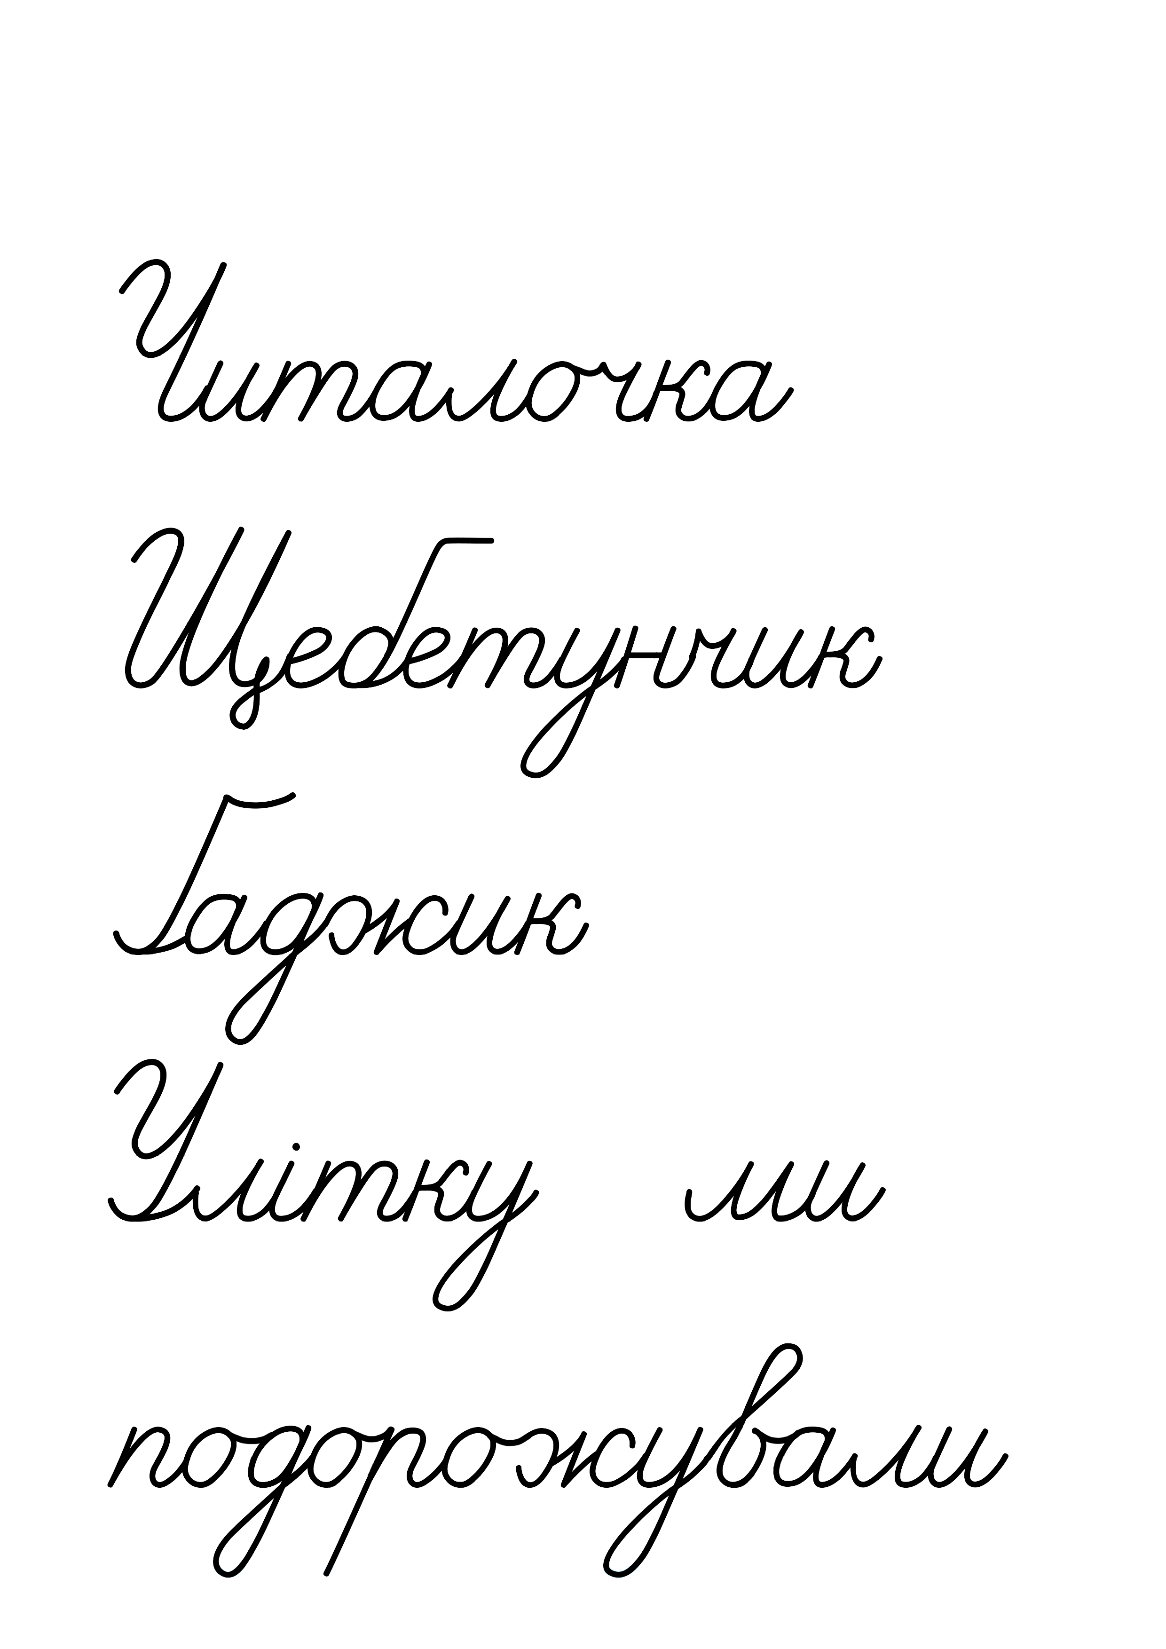 Читалочка
Щебетунчик
Гаджик
Улітку ми
подорожували